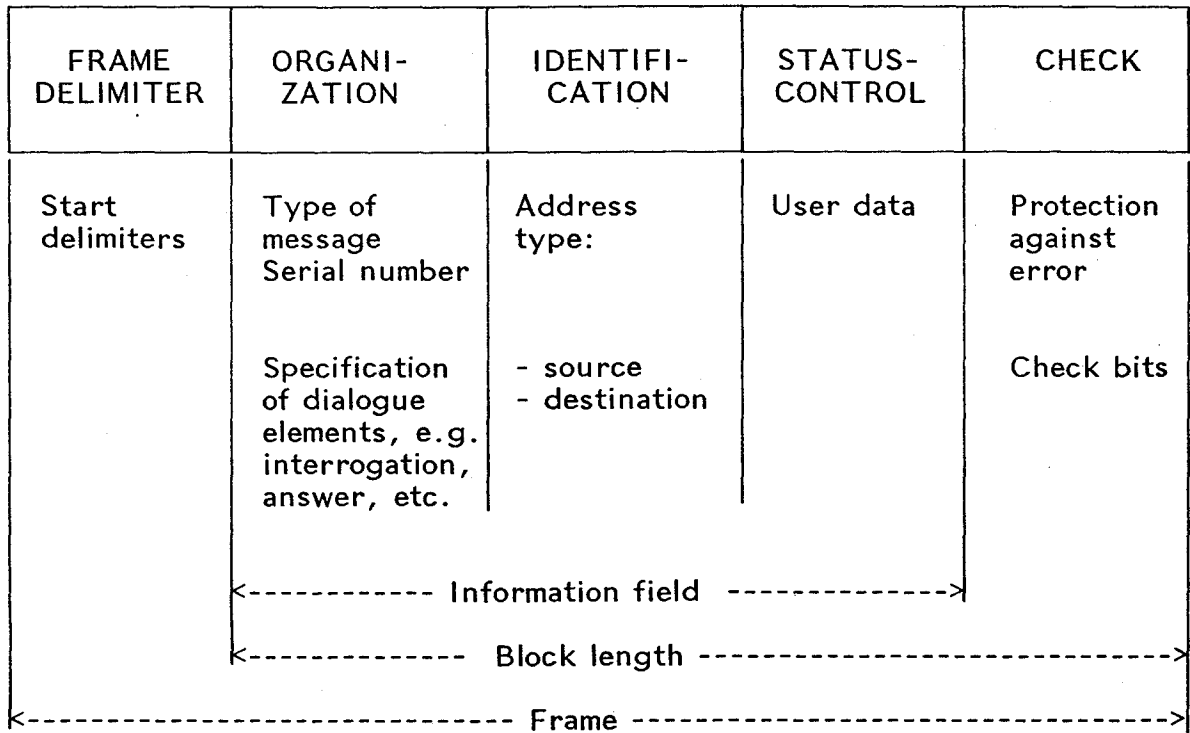 FRAME DELIMITER
ORGANI-ZATION
IDENTIFI-CATION
STATUS-CONTROL
CHECK
Start
delimiters
Type of
message
Serial number
Specification
of dialogue
elements, e.g.
interrogation,
answer, etc.
Address
type:
- source
- destination
User data
Protection
against
error
Check bits
<------------ Information field -------------->
<-------------- Block length ----------------------------->
<------------------------------ Frame --------------------------------->